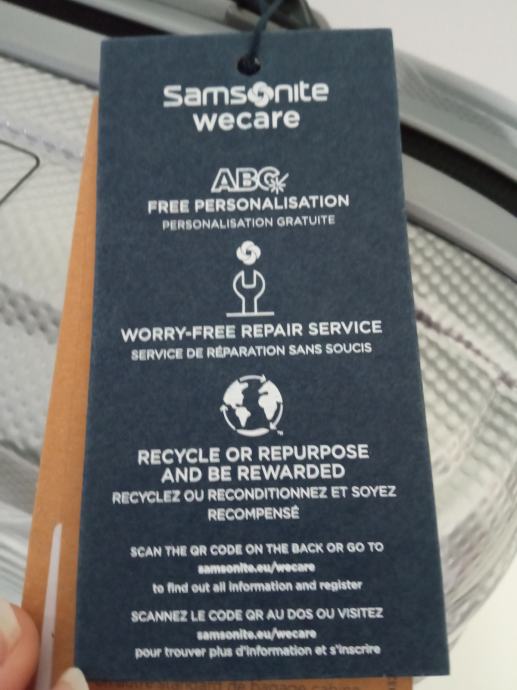 Samsonite
wecare
ABC
FREE PERSONALISATION
PERSONALISATION GRATUITE
WORRY-FREE REPAIR SERVICE
SERVICE DE RÉPARATION SANS SOUCIS
RECYCLE OR REPURPOSE
AND BE REWARDED
RECYCLEZ OU RECONDITIONNEZ ET SOYEZ
RECOMPENSÉ
SCAN THE QR CODE ON THE BACK OR GO TO
samsonite.eu/wecare
to find out all information and register
SCANNEZ LE CODE QR AU DOS OU VISITEZ
samsonite.eu/wecare
pour trouver plus d'information et s'inscrire